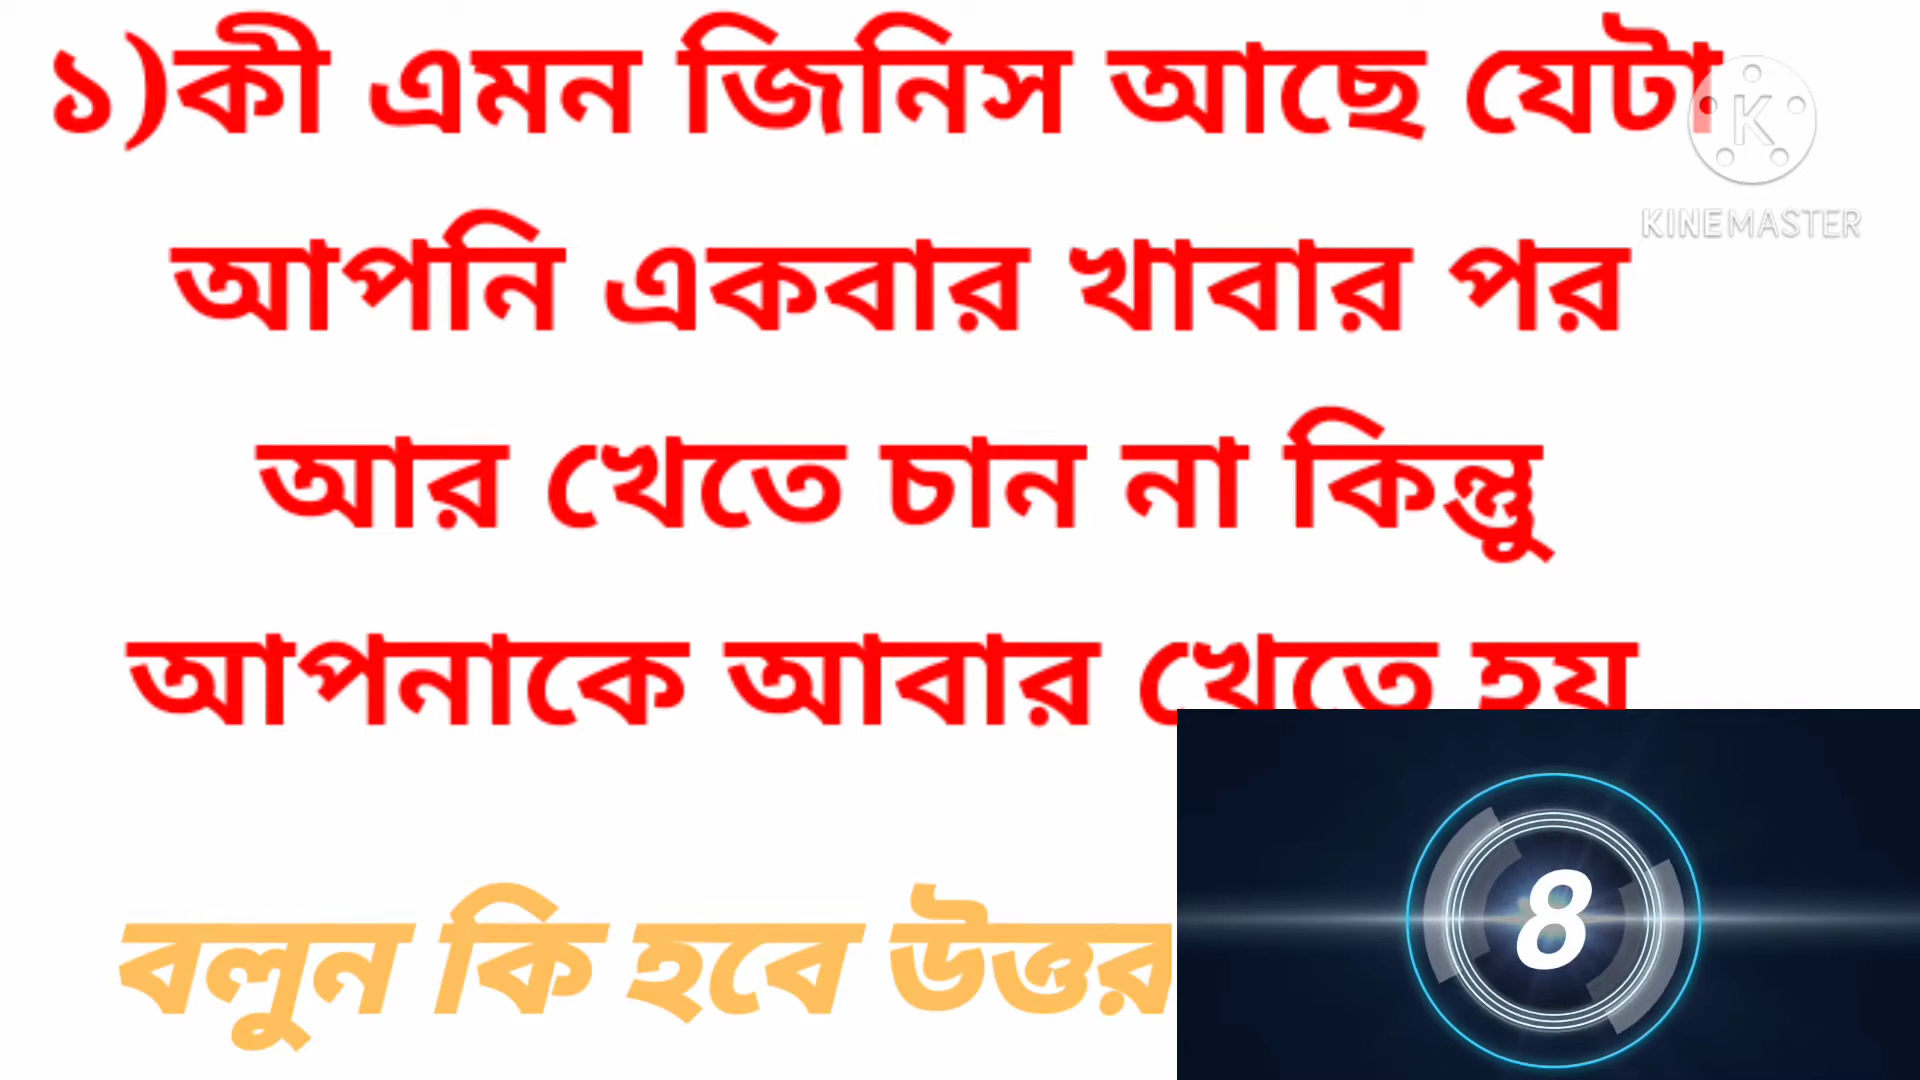 ১)কী এমন জিনিস আছে যেটা
KINEMASTER
আপনি একবার খাবার পর
আর খেতে চান না কিন্তু
আপনাকে আবার খেতে হয়
বলুন কি হবে উত্তর
8